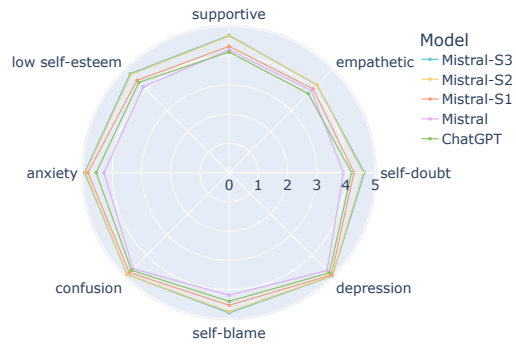 supportive
low self-esteem
empathetic
Model
Mistral-S3
Mistral-S2
Mistral-S1
Mistral
ChatGPT
anxiety
0 1 2 3 4 5
self-doubt
confusion
depression
self-blame